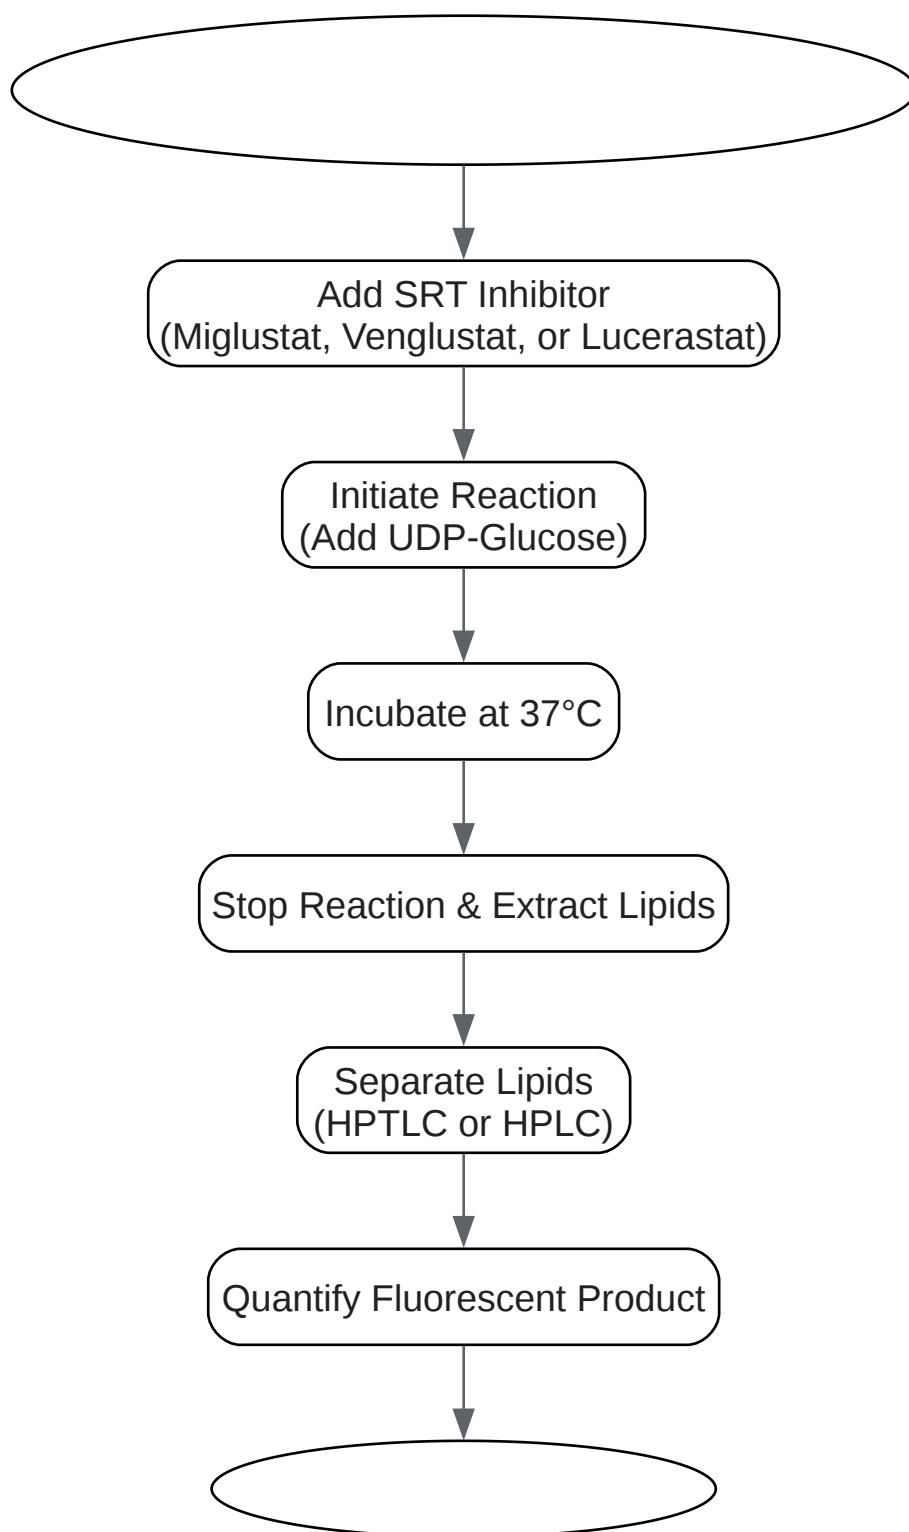 Add SRT Inhibitor
(Miglustat, Venglustat, or Lucerastat)
Initiate Reaction
(Add UDP-Glucose)
Incubate at 37°C
Stop Reaction & Extract Lipids
Separate Lipids
(HPTLC or HPLC)
Quantify Fluorescent Product